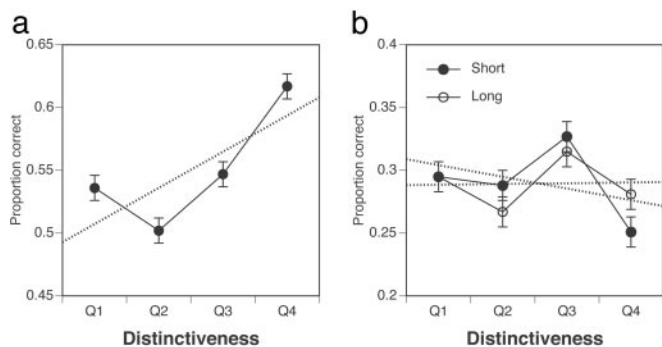 a
0.65
0.6
0.55
0.5
0.45
Proportion correct
Q1 Q2 Q3 Q4
Distinctiveness
b
0.4
0.35
0.3
0.25
0.2
Proportion correct
Short
Long
Q1 Q2 Q3 Q4
Distinctiveness